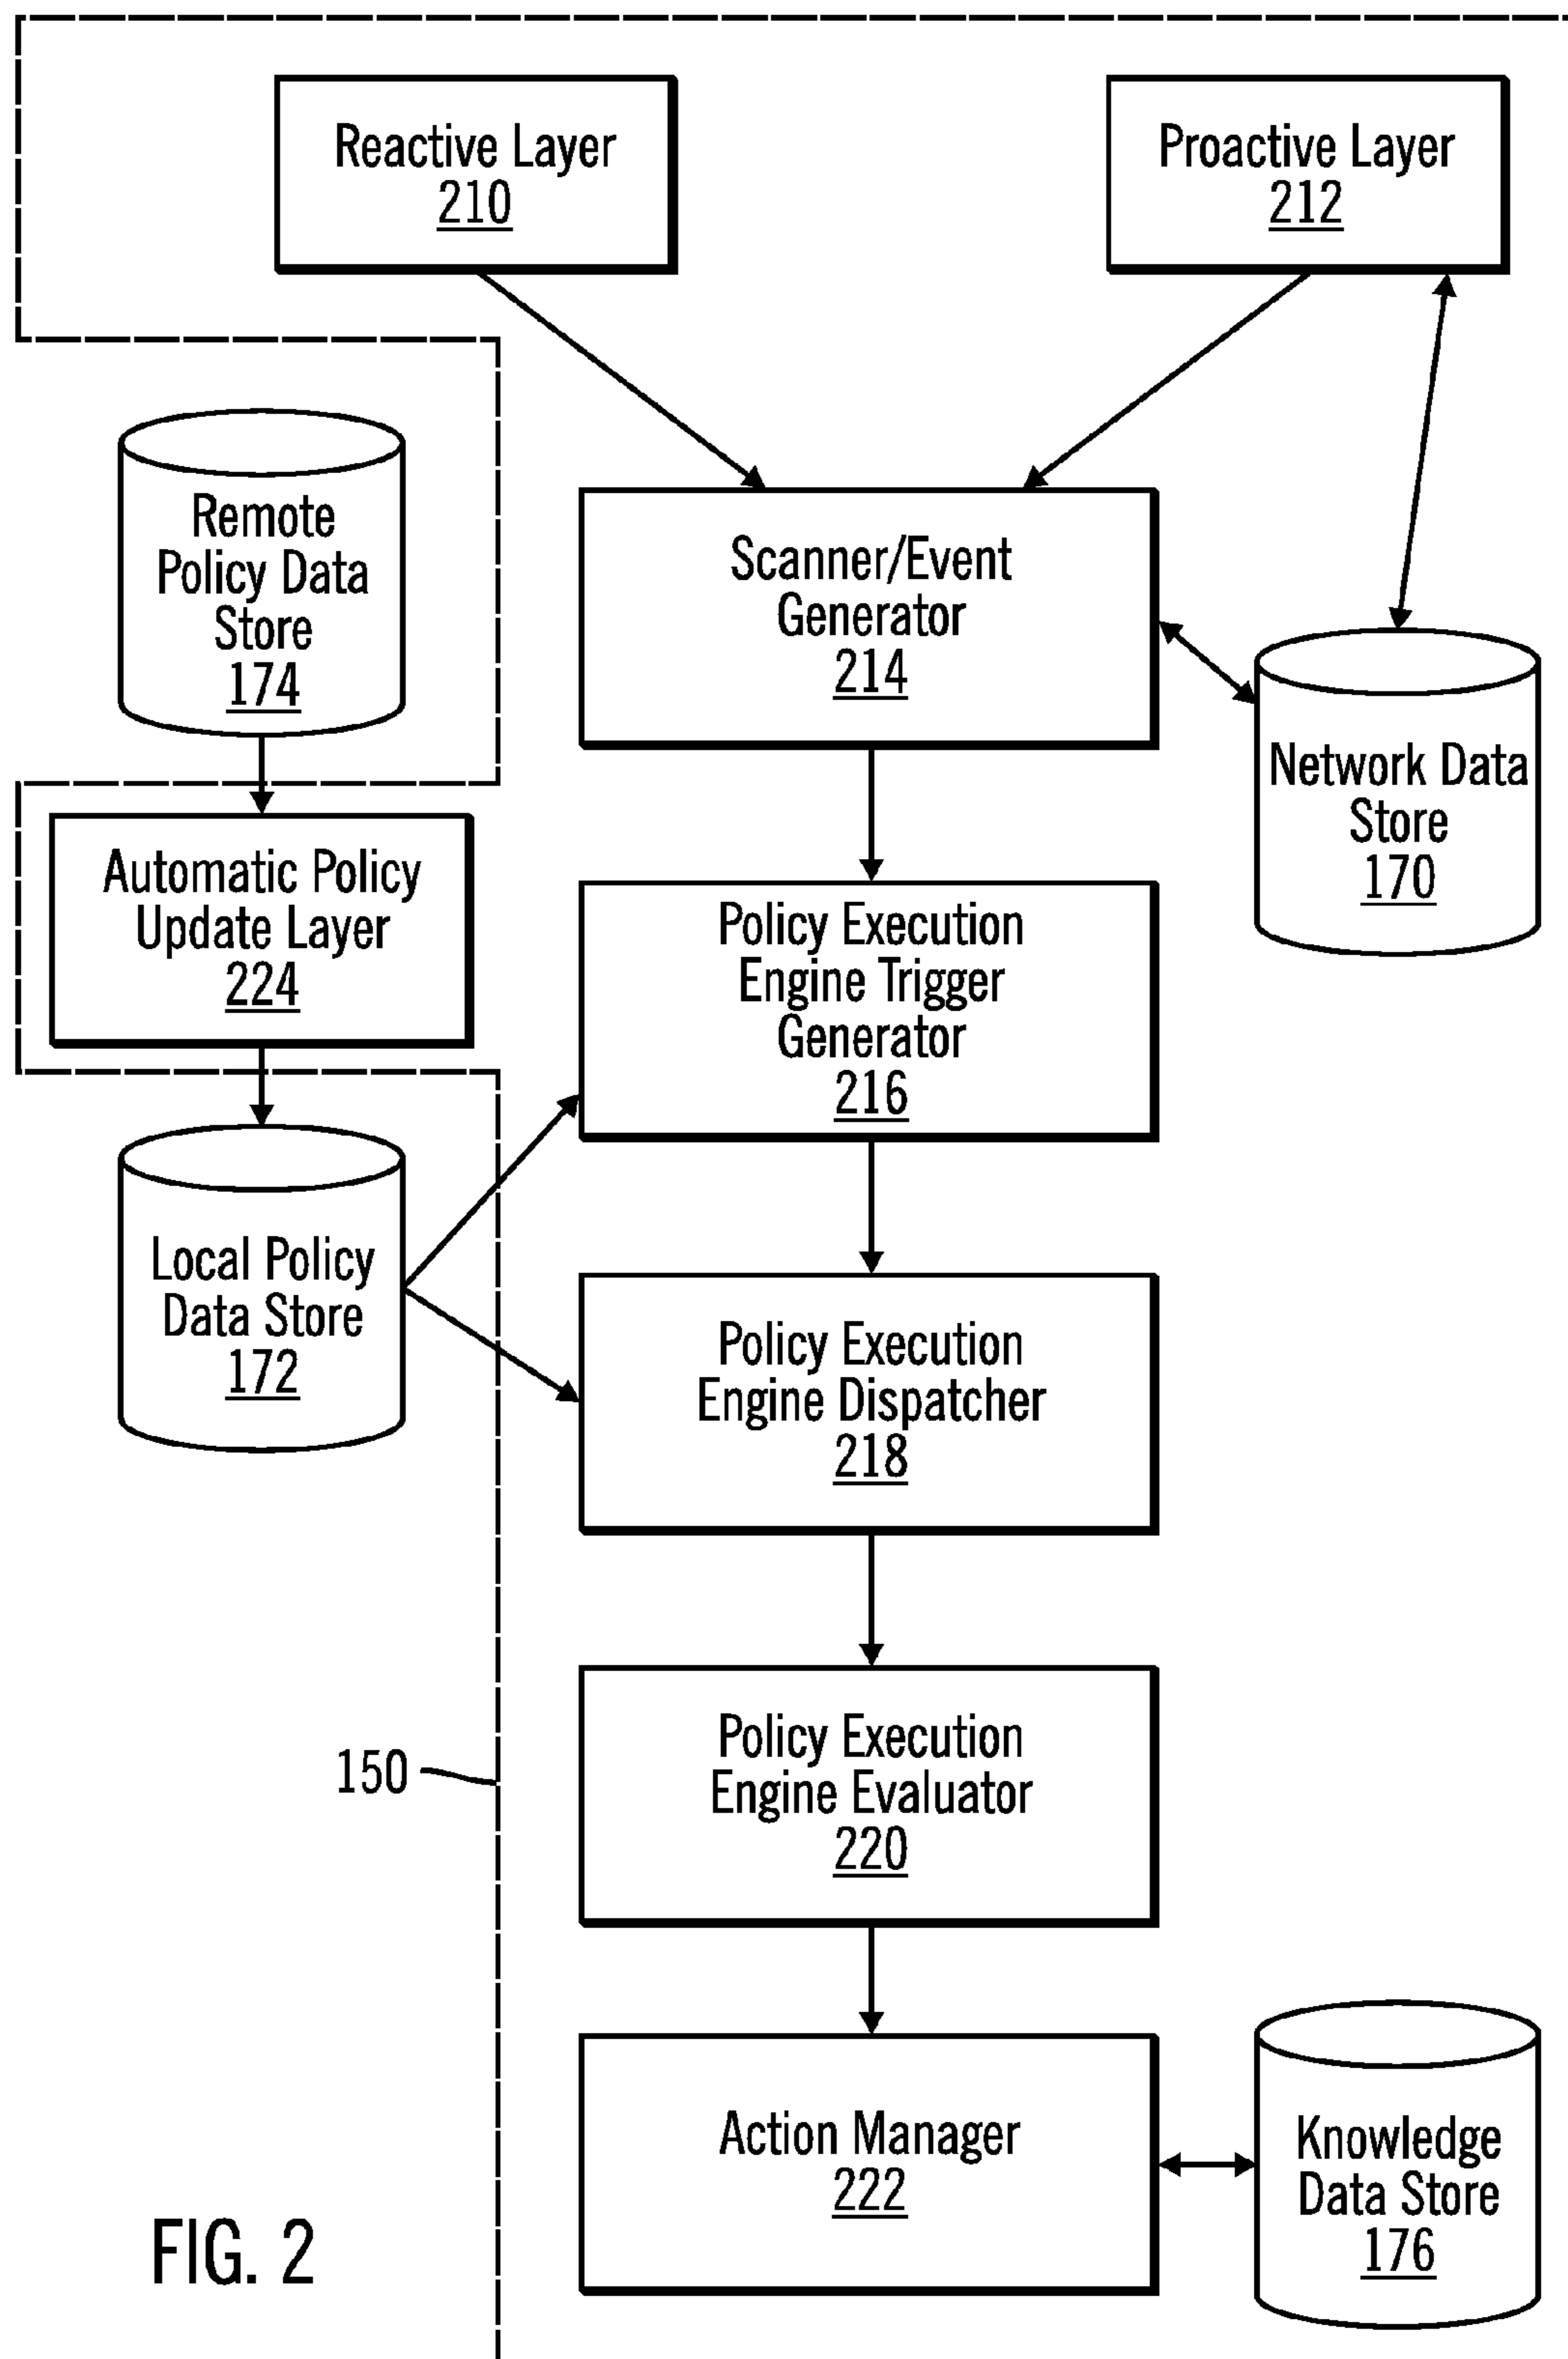 Reactive Layer
210
Proactive Layer
212
Remote
Policy Data
Store
174
Scanner/Event
Generator
214
Network Data
Store
170
Automatic Policy
Update Layer
224
Policy Execution
Engine Trigger
Generator
216
Local Policy
Data Store
172
Policy Execution
Engine Dispatcher
218
150
Policy Execution
Engine Evaluator
220
Action Manager
222
Knowledge
Data Store
176
FIG. 2